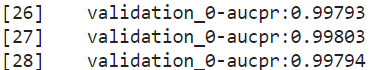 [26]	validation_0-aucpr:0.99793
[27]	validation_0-aucpr:0.99803
[28]	validation_0-aucpr:0.99794